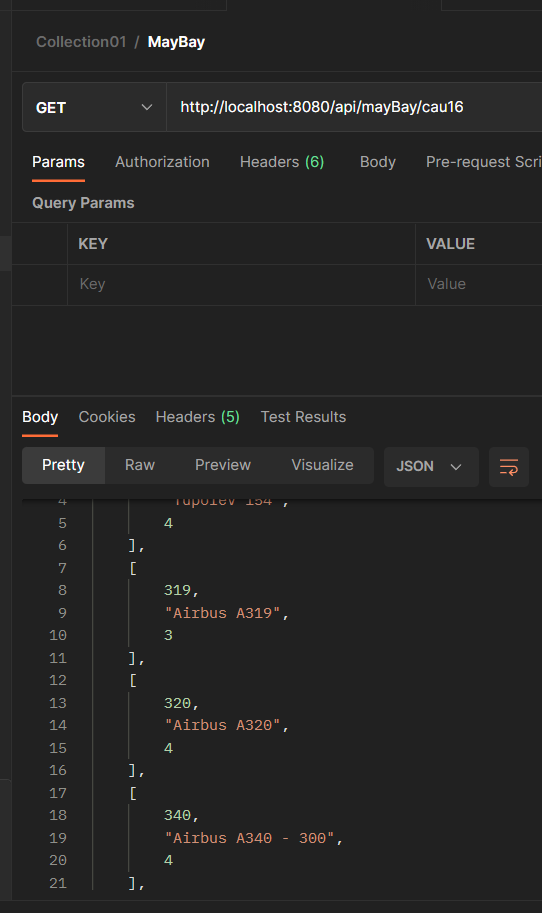 Collection01 / MayBay
GET http://localhost:8080/api/mayBay/cau16
Params Authorization Headers (6) Body Pre-request Scri
Query Params
KEY VALUE
Key Value
Body Cookies Headers (5) Test Results
Pretty Raw Preview Visualize JSON
4 "Tupolev 154",
5 4
6 ],
7 [
8 319,
9 "Airbus A319",
10 3
11 ],
12 [
13 320,
14 "Airbus A320",
15 4
16 ],
17 [
18 340,
19 "Airbus A340 - 300",
20 4
21 ],